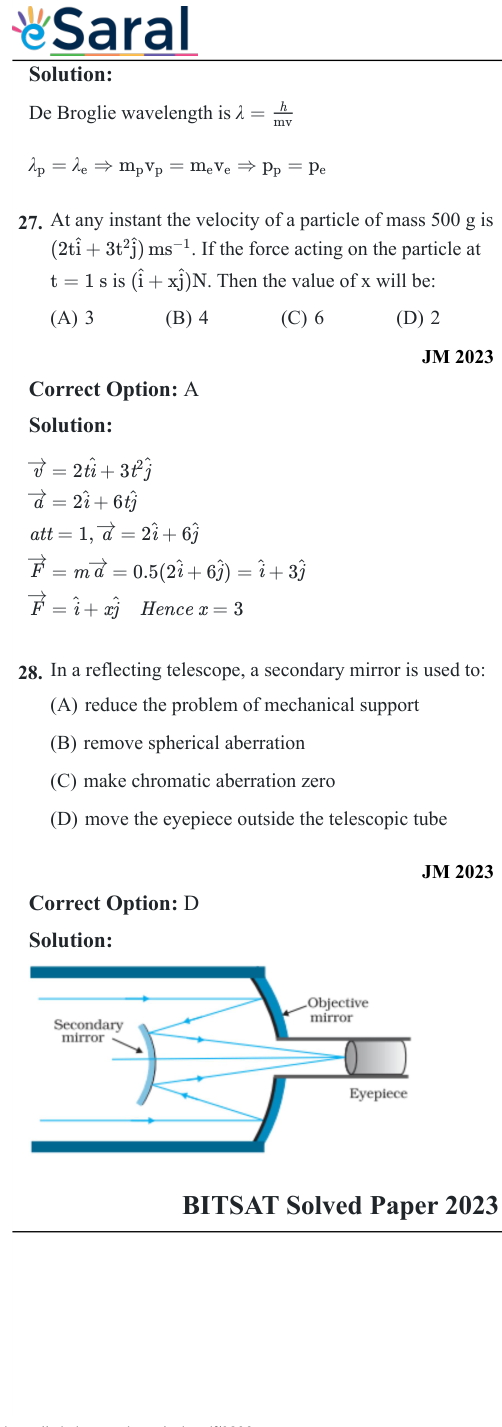 eSaral
Solution:
De Broglie wavelength is λ = h/mv
λp = λe ⇒ mpvp = meve ⇒ pp = pe
27. At any instant the velocity of a particle of mass 500 g is
(2tî + 3t²ĵ) ms⁻¹. If the force acting on the particle at
t = 1 s is (î + xĵ)N. Then the value of x will be:
(A) 3 (B) 4 (C) 6 (D) 2
JM 2023
Correct Option: A
Solution:
v⃗ = 2tî + 3t²ĵ
a⃗ = 2î + 6tĵ
att = 1, a⃗ = 2î + 6ĵ
F⃗ = ma⃗ = 0.5(2î + 6ĵ) = î + 3ĵ
F⃗ = î + xĵ Hence x = 3
28. In a reflecting telescope, a secondary mirror is used to:
(A) reduce the problem of mechanical support
(B) remove spherical aberration
(C) make chromatic aberration zero
(D) move the eyepiece outside the telescopic tube
JM 2023
Correct Option: D
Solution:
Objective
mirror
Secondary
mirror
Eyepiece
BITSAT Solved Paper 2023